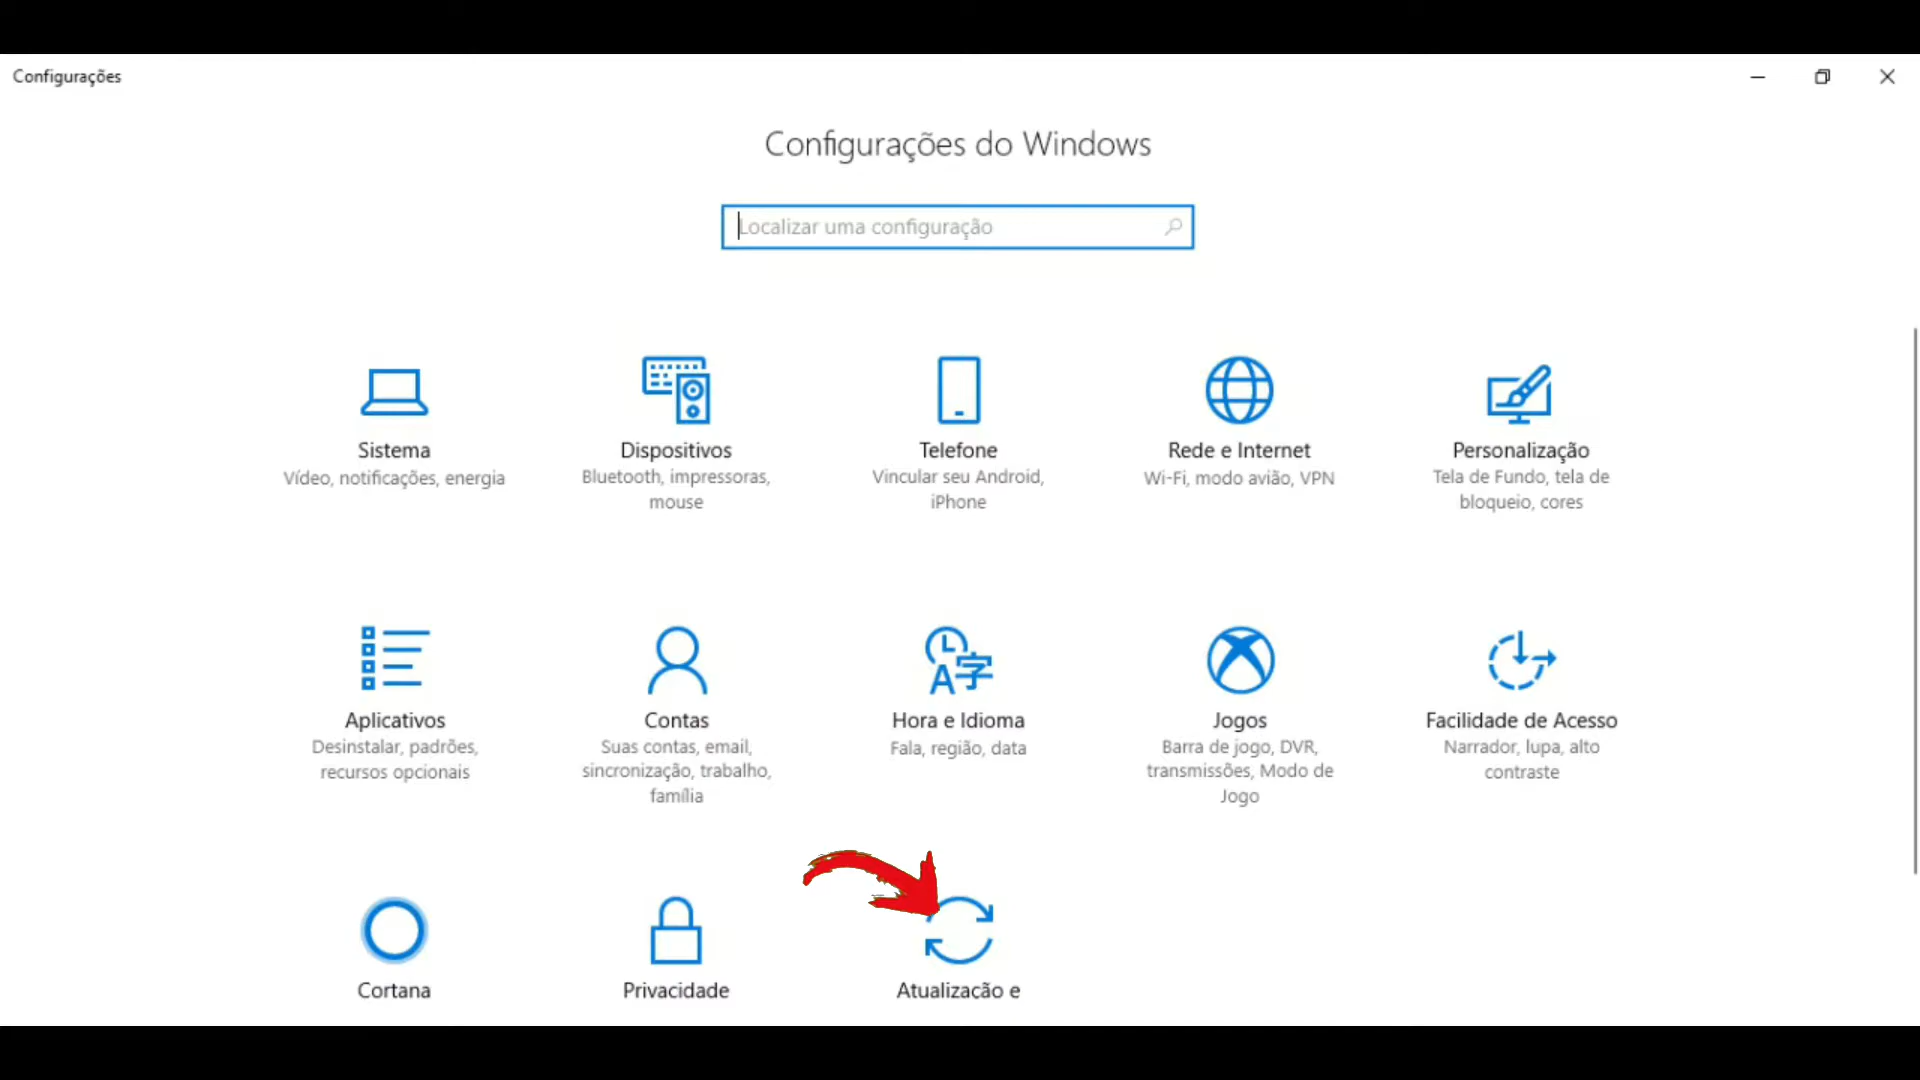 Configurações
Configurações do Windows
Localizar uma configuração
Sistema
Vídeo, notificações, energia
Dispositivos
Bluetooth, impressoras,
mouse
Telefone
Vincular seu Android,
iPhone
Rede e Internet
Wi-Fi, modo avião, VPN
Personalização
Tela de Fundo, tela de
bloqueio, cores
Aplicativos
Desinstalar, padrões,
recursos opcionais
Contas
Suas contas, email,
sincronização, trabalho,
família
Hora e Idioma
Fala, região, data
Jogos
Barra de jogo, DVR,
transmissões, Modo de
Jogo
Facilidade de Acesso
Narrador, lupa, alto
contraste
Cortana
Privacidade
Atualização e